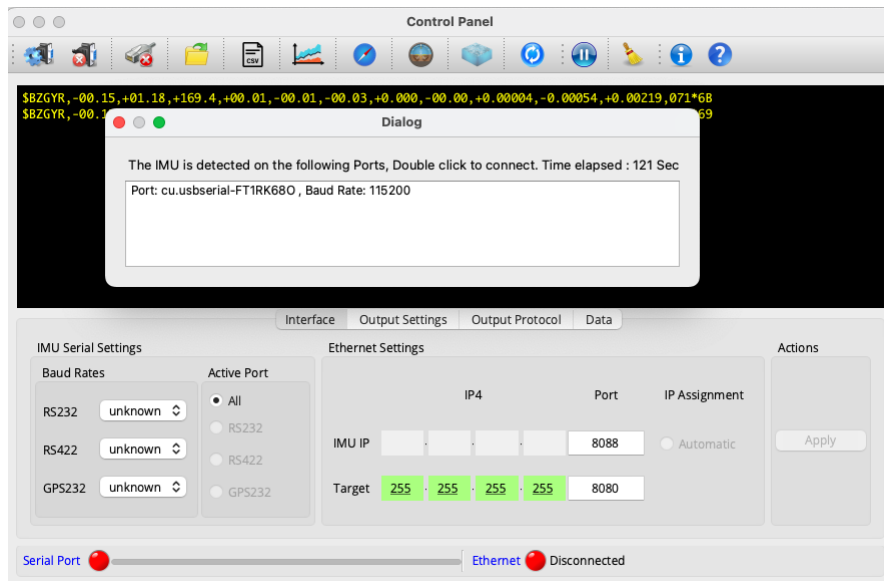 Control Panel
CSV
$BZGYR,-00.15,+01.18,+169.4,+00.01,-00.01,-00.03,+0.000,-00.00,+0.00004,-0.00054,+0.00219,071*6B
$BZGYR,-00.1
69
Dialog
The IMU is detected on the following Ports, Double click to connect. Time elapsed : 121 Sec
Port: cu.usbserial-FT1RK68O , Baud Rate: 115200
Interface Output Settings Output Protocol Data
IMU Serial Settings
Baud Rates
RS232 unknown
RS422 unknown
GPS232 unknown
Active Port
All
RS232
RS422
GPS232
Ethernet Settings
IP4 Port IP Assignment
IMU IP . . . 8088 Automatic
Target 255 . 255 . 255 . 255 8080
Actions
Apply
Serial Port Ethernet Disconnected